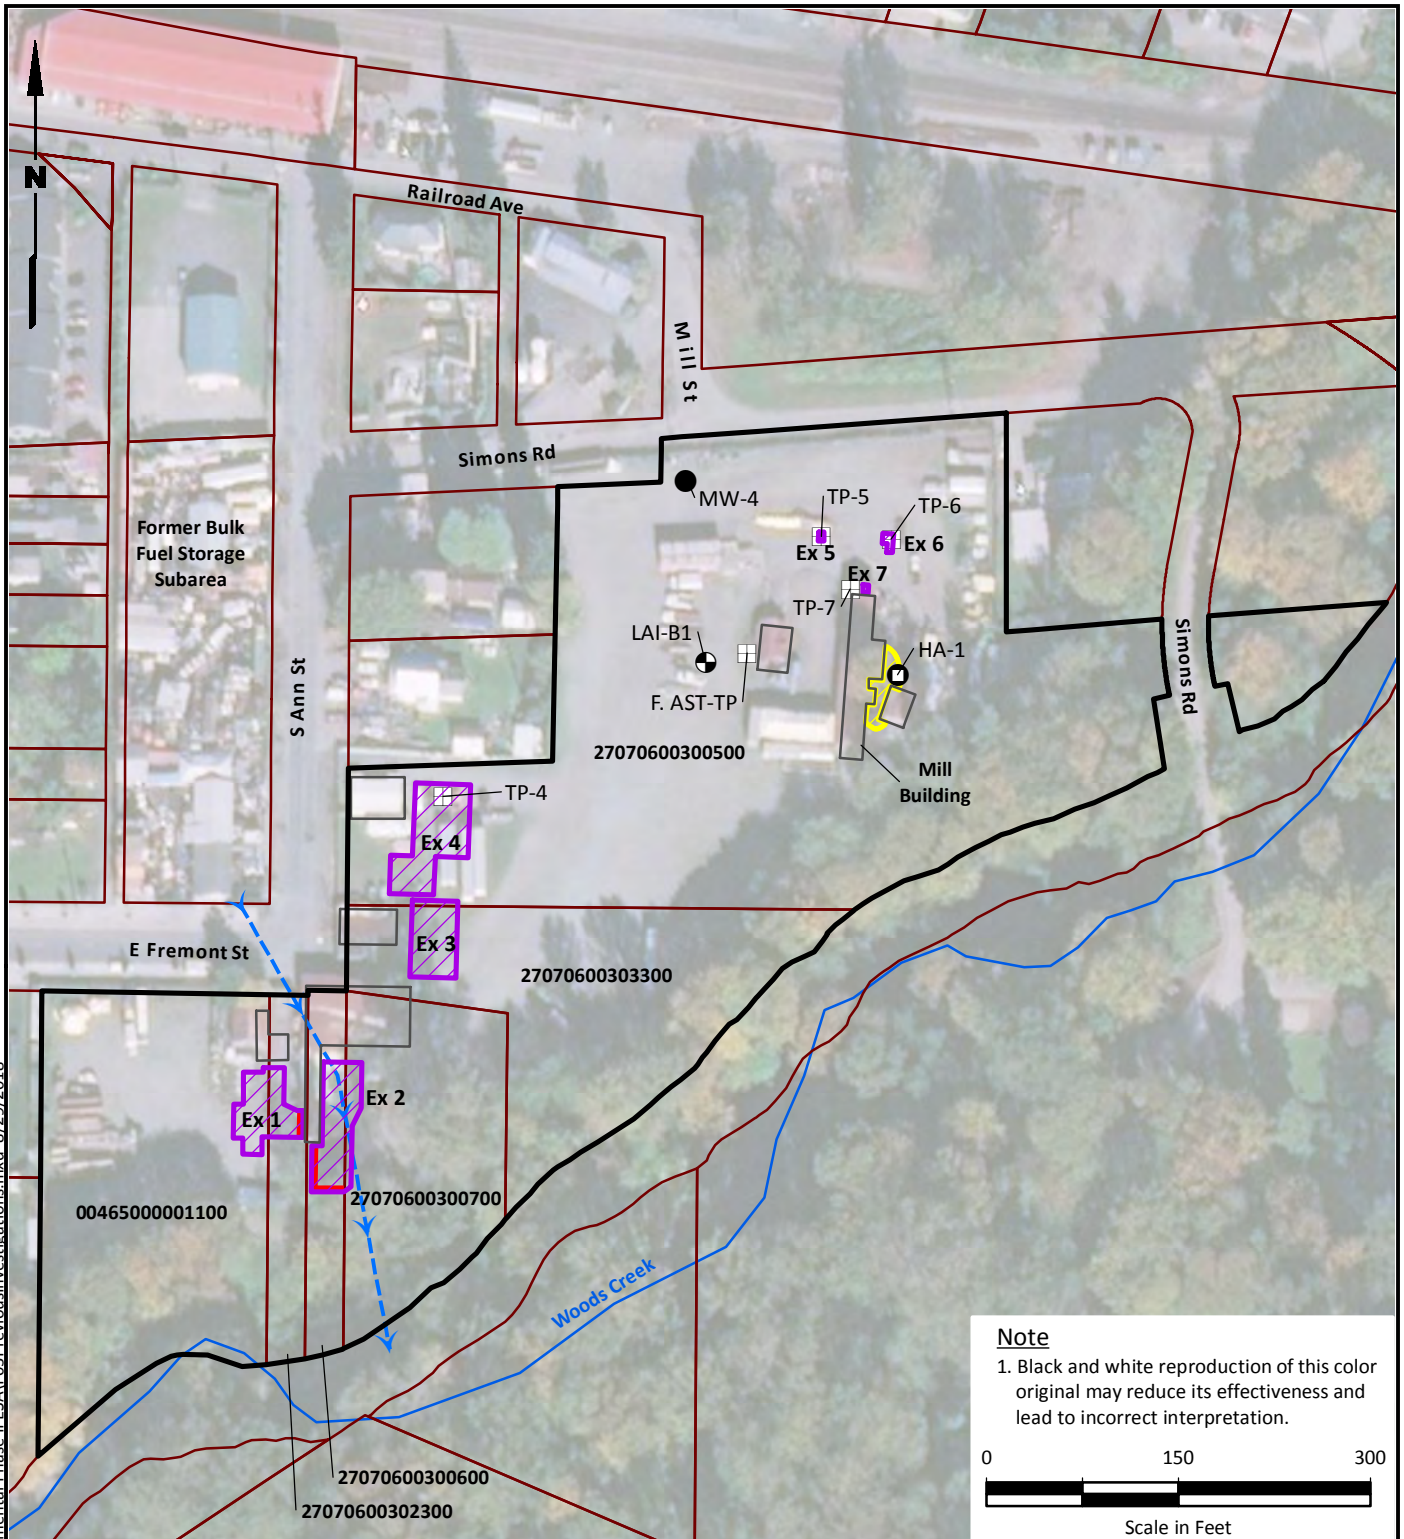 N
Railroad Ave
Mill St
Simons Rd
MW-4
TP-5
TP-6
Ex 5
Ex 6
Former Bulk
Fuel Storage
Subarea
Ex 7
TP-7
LAI-B1
HA-1
Simons Rd
S Ann St
F. AST-TP
27070600300500
Mill
Building
TP-4
Ex 4
Ex 3
E Fremont St
27070600303300
Ex 2
Ex 1
27070600300700
00465000001100
Woods Creek
Note
1. Black and white reproduction of this color
original may reduce its effectiveness and
lead to incorrect interpretation.
0 150 300
Scale in Feet
27070600300600
27070600302300